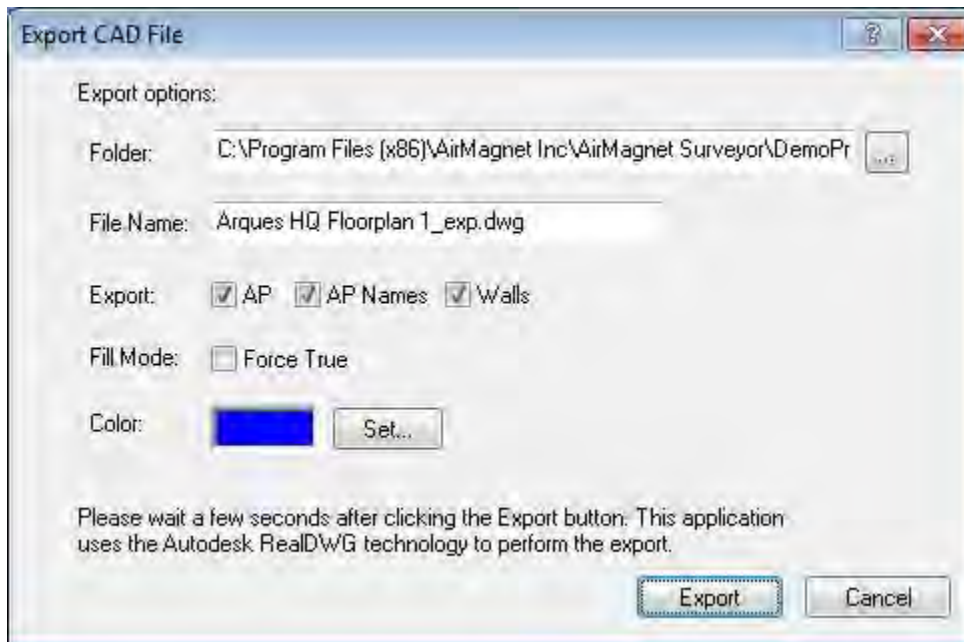 Export CAD File
Export options:
Folder: C:\Program Files (x86)\AirMagnet Inc\AirMagnet Surveyor\DemoPr ...
File Name: Arques HQ Floorplan 1_exp.dwg
Export: AP AP Names Walls
Fill Mode: Force True
Color: Set...
Please wait a few seconds after clicking the Export button. This application
uses the Autodesk RealDWG technology to perform the export.
Export Cancel